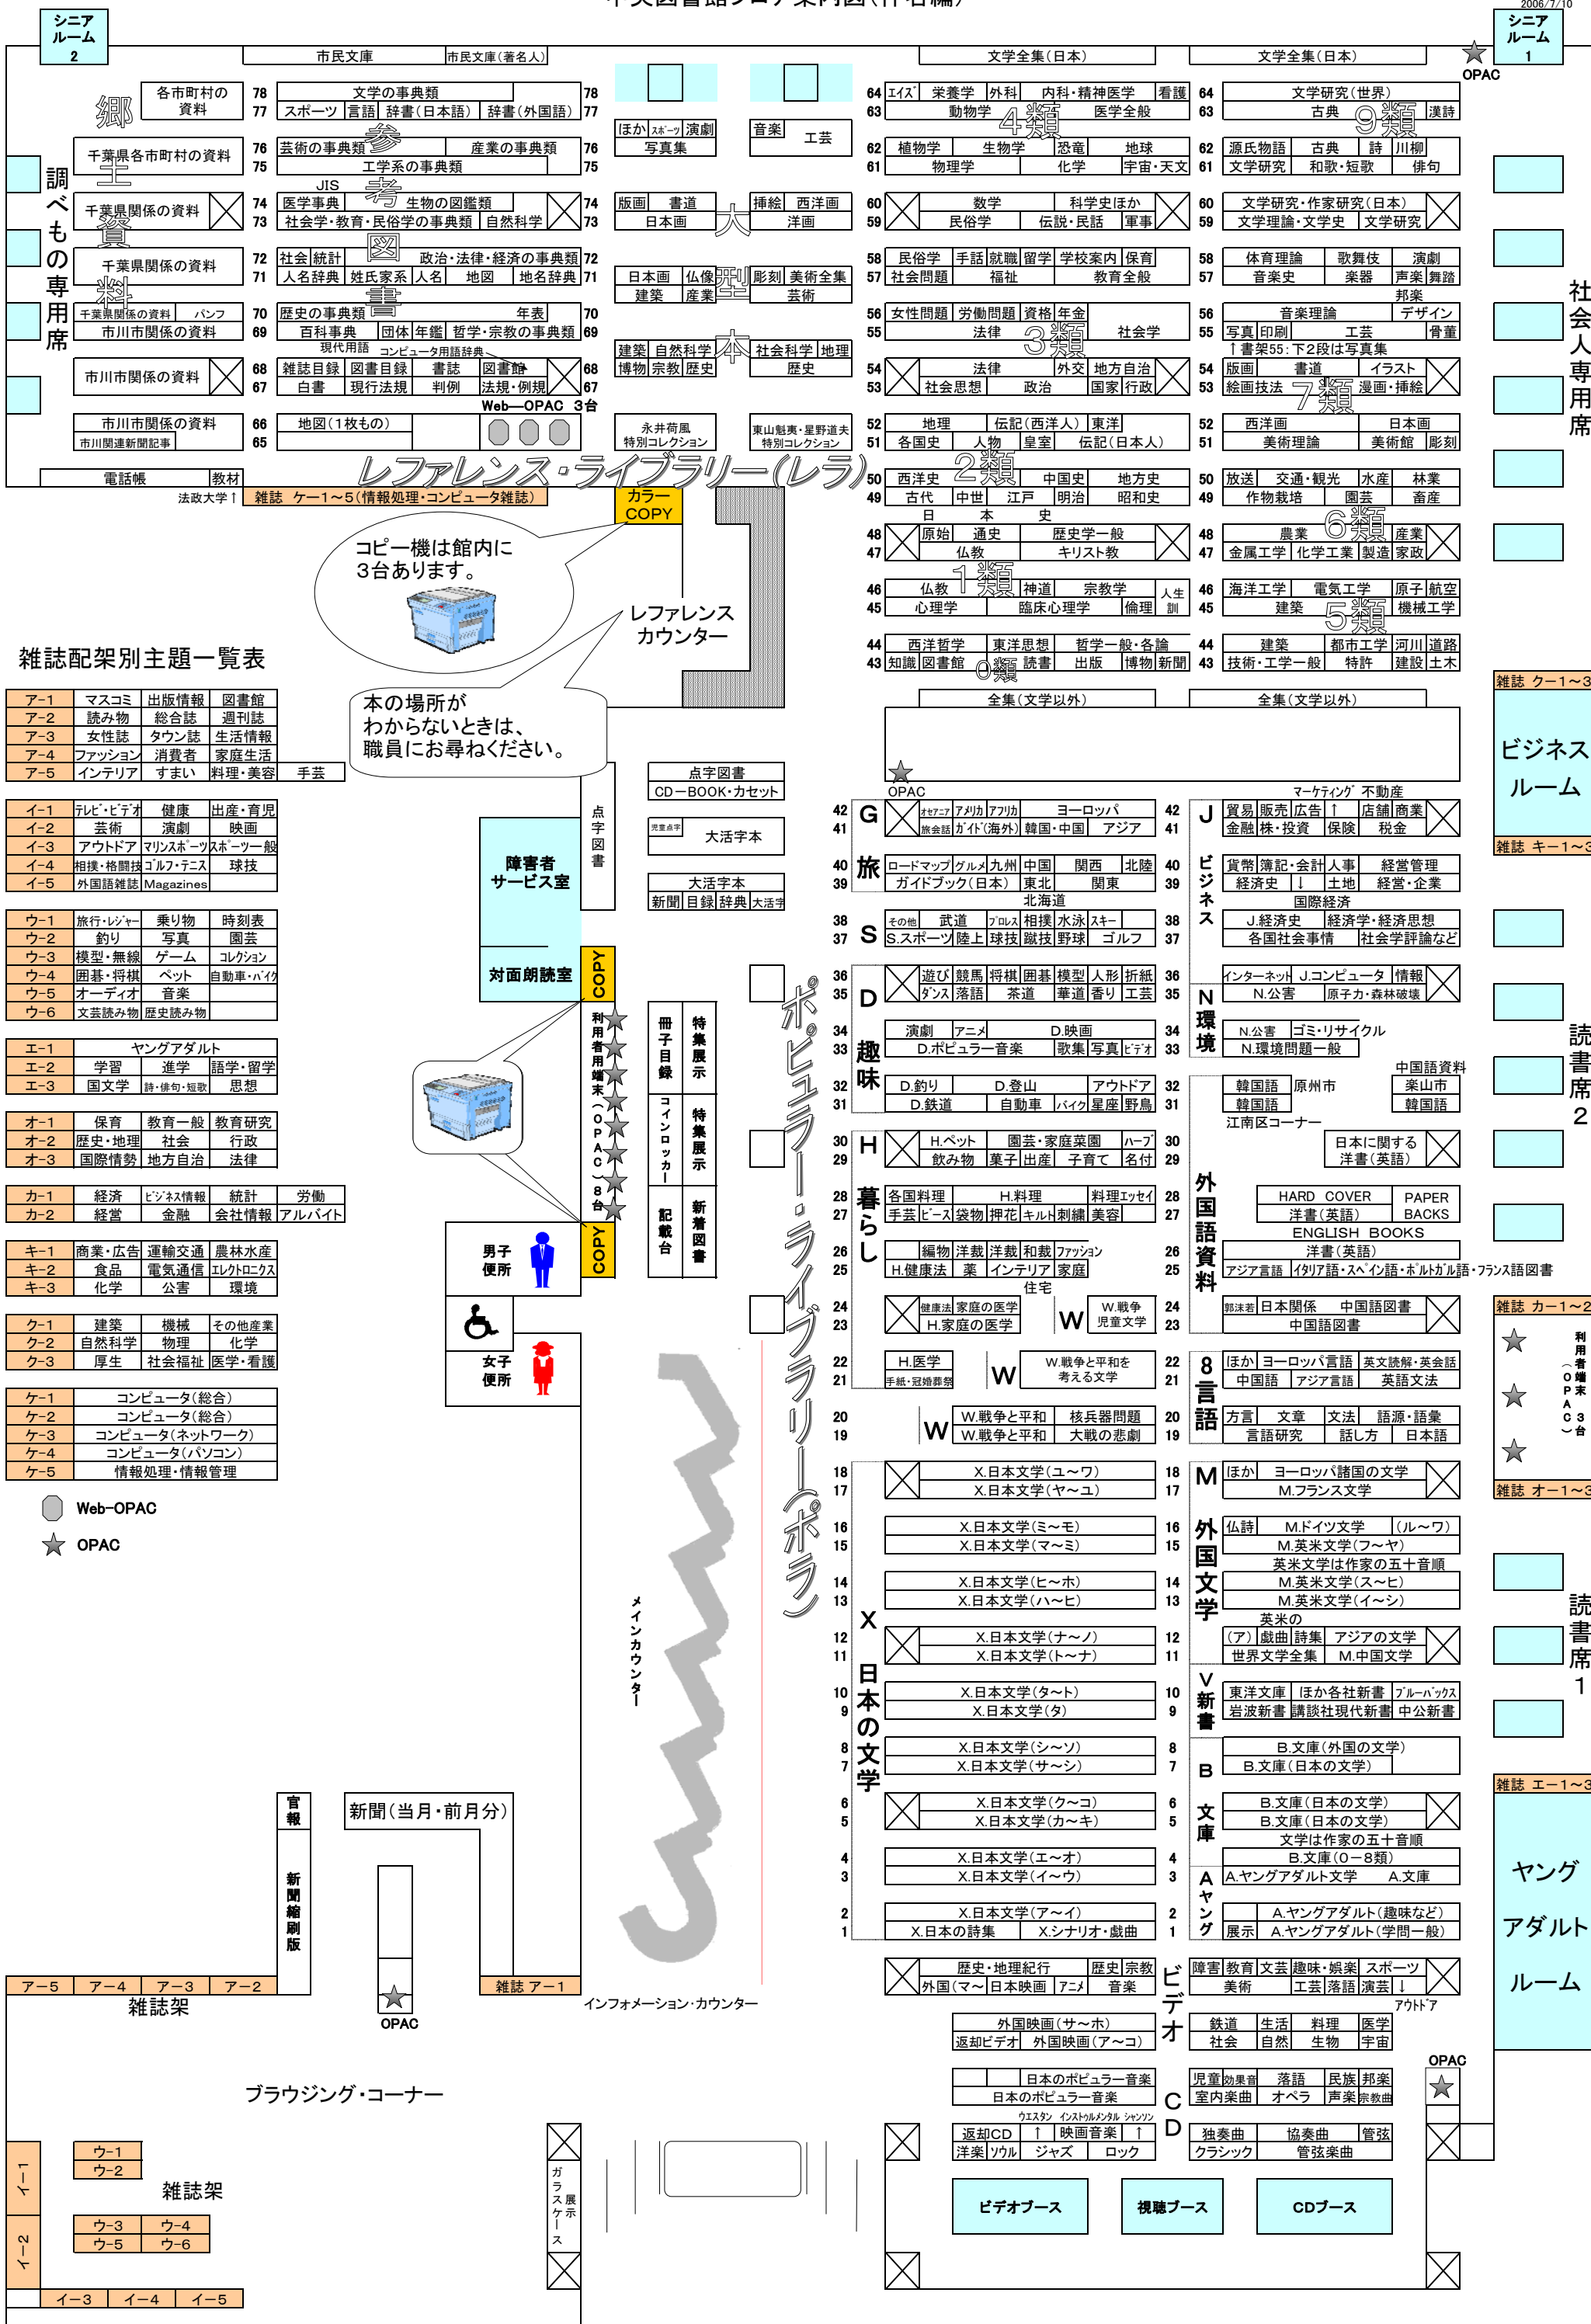 中央図書館フロア案内図(件名編)
2006/7/10
シニア
ルーム
2
市民文庫 市民文庫(著名人)
文学全集(日本) 文学全集(日本)
OPAC
シニア
ルーム
1
郷土資料
調べもの専用席
各市町村の
資料
千葉県各市町村の資料
千葉県関係の資料
千葉県関係の資料
千葉県関係の資料 パンフ
市川市関係の資料
市川市関係の資料
市川市関係の資料
市川関連新聞記事
電話帳 教材
法政大学↑
雑誌 ケー1~5(情報処理・コンピュータ雑誌)
参考図書
78 文学の事典類 78
77 スポーツ 言語 辞書(日本語) 辞書(外国語) 77
76 芸術の事典類 産業の事典類 76
75 工学系の事典類 75
JIS
74 医学事典 生物の図鑑類 74
73 社会学・教育・民俗学の事典類 自然科学 73
72 社会 統計 政治・法律・経済の事典類 72
71 人名辞典 姓氏家系 人名 地図 地名辞典 71
70 歴史の事典類 年表 70
69 百科事典 団体 年鑑 哲学・宗教の事典類 69
現代用語 コンピュータ用語辞典
68 雑誌目録 図書目録 書誌 図書館 68
67 白書 現行法規 判例 法規・例規 67
Web―OPAC 3台
66 地図(1枚もの)
65
大型本
ほか スポーツ 演劇
写真集
音楽 工芸
版画 書道
日本画
挿絵 西洋画
洋画
日本画 仏像
建築 産業
彫刻 美術全集
芸術
建築 自然科学
博物 宗教 歴史
社会科学 地理
歴史
永井荷風
特別コレクション
東山魁夷・星野道夫
特別コレクション
レファレンス・ライブラリー(レラ)
カラー
COPY
コピー機は館内に
3台あります。
レファレンス
カウンター
本の場所が
わからないときは、
職員にお尋ねください。
64 エイズ 栄養学 外科 内科・精神医学 看護
63 動物学 4類 医学全般
62 植物学 生物学 恐竜 地球
61 物理学 化学 宇宙・天文
60 数学 科学史ほか
59 民俗学 伝説・民話 軍事
58 民俗学 手話 就職 留学 学校案内 保育
57 社会問題 福祉 教育全般
56 女性問題 労働問題 資格 年金
55 法律 3類 社会学
54 法律 外交 地方自治
53 社会思想 政治 国家 行政
52 地理 伝記(西洋人) 東洋
51 各国史 人物 皇室 伝記(日本人)
50 西洋史 2類 中国史 地方史
49 古代 中世 江戸 明治 昭和史
日 本 史
48 原始 通史 歴史学一般
47 仏教 キリスト教
46 仏教 1類 神道 宗教学 人生訓
45 心理学 臨床心理学 倫理
44 西洋哲学 東洋思想 哲学一般・各論
43 知識 図書館 0類 読書 出版 博物 新聞
全集(文学以外) 全集(文学以外)
OPAC
64 文学研究(世界)
63 古典 9類 漢詩
62 源氏物語 古典 詩 川柳
61 文学研究 和歌・短歌 俳句
60 文学研究・作家研究(日本)
59 文学理論・文学史 文学研究
58 体育理論 歌舞伎 演劇
57 音楽史 楽器 声楽 舞踏
邦楽
56 音楽理論 デザイン
55 写真 印刷 工芸 骨董
↑書架55:下2段は写真集
54 版画 書道 イラスト
53 絵画技法 7類 漫画・挿絵
52 西洋画 日本画
51 美術理論 美術館 彫刻
50 放送 交通・観光 水産 林業
49 作物栽培 園芸 畜産
48 農業 6類 産業
47 金属工学 化学工業 製造 家政
46 海洋工学 電気工学 原子 航空
45 建築 5類 機械工学
44 建築 都市工学 河川 道路
43 技術・工学一般 特許 建設 土木
社会人専用席
雑誌 クー1~3
ビジネス
ルーム
雑誌 キー1~3
雑誌配架別主題一覧表
ア-1 マスコミ 出版情報 図書館
ア-2 読み物 総合誌 週刊誌
ア-3 女性誌 タウン誌 生活情報
ア-4 ファッション 消費者 家庭生活
ア-5 インテリア すまい 料理・美容 手芸
イ-1 テレビ・ビデオ 健康 出産・育児
イ-2 芸術 演劇 映画
イ-3 アウトドア マリンスポーツ スポーツ一般
イ-4 相撲・格闘技 ゴルフ・テニス 球技
イ-5 外国語雑誌 Magazines
ウ-1 旅行・レジャー 乗り物 時刻表
ウ-2 釣り 写真 園芸
ウ-3 模型・無線 ゲーム コレクション
ウ-4 囲碁・将棋 ペット 自動車・バイク
ウ-5 オーディオ 音楽
ウ-6 文芸読み物 歴史読み物
エ-1 ヤングアダルト
エ-2 学習 進学 語学・留学
エ-3 国文学 詩・俳句・短歌 思想
オ-1 保育 教育一般 教育研究
オ-2 歴史・地理 社会 行政
オ-3 国際情勢 地方自治 法律
カ-1 経済 ビジネス情報 統計 労働
カ-2 経営 金融 会社情報 アルバイト
キ-1 商業・広告 運輸交通 農林水産
キ-2 食品 電気通信 エレクトロニクス
キ-3 化学 公害 環境
ク-1 建築 機械 その他産業
ク-2 自然科学 物理 化学
ク-3 厚生 社会福祉 医学・看護
ケ-1 コンピュータ(総合)
ケ-2 コンピュータ(総合)
ケ-3 コンピュータ(ネットワーク)
ケ-4 コンピュータ(パソコン)
ケ-5 情報処理・情報管理
Web-OPAC
OPAC
点字図書
点字図書
CD-BOOK・カセット
児童点字 大活字本
大活字本
新聞 目録 辞典 大活字
障害者
サービス室
対面朗読室
COPY
利用者用端末(OPAC)8台
冊子目録 特集展示
コインロッカー 特集展示
記載台 新着図書
COPY
男子
便所
女子
便所
ポピュラー・ライブラリー(ポラ)
メインカウンター
G 旅
42 オセアニア アメリカ アフリカ ヨーロッパ
41 旅会話 ガイド(海外) 韓国・中国 アジア
40 ロードマップ グルメ 九州 中国 関西 北陸
39 ガイドブック(日本) 東北 関東
北海道
S
38 その他 武道 プロレス 相撲 水泳 スキー
37 S.スポーツ 陸上 球技 蹴技 野球 ゴルフ
D 趣味
36 遊び 競馬 将棋 囲碁 模型 人形 折紙
35 ダンス 落語 茶道 華道 香り 工芸
34 演劇 アニメ D.映画
33 D.ポピュラー音楽 歌集 写真 ビデオ
32 D.釣り D.登山 アウトドア
31 D.鉄道 自動車 バイク 星座 野鳥
H 暮らし
30 H.ペット 園芸・家庭菜園 ハーブ
29 飲み物 菓子 出産 子育て 名付
28 各国料理 H.料理 料理エッセイ
27 手芸 ビーズ 袋物 押花 キルト 刺繍 美容
26 編物 洋裁 洋裁 和裁 ファッション
25 H.健康法 薬 インテリア 家庭
住宅
24 健康法 家庭の医学 W W.戦争
23 H.家庭の医学 児童文学
22 H.医学 W W.戦争と平和を
21 手紙・冠婚葬祭 考える文学
20 W W.戦争と平和 核兵器問題
19 W.戦争と平和 大戦の悲劇
X 日本の文学
18 X.日本文学(ユ~ワ)
17 X.日本文学(ヤ~ユ)
16 X.日本文学(ミ~モ)
15 X.日本文学(マ~ミ)
14 X.日本文学(ヒ~ホ)
13 X.日本文学(ハ~ヒ)
12 X.日本文学(ナ~ノ)
11 X.日本文学(ト~ナ)
10 X.日本文学(タ~ト)
9 X.日本文学(タ)
8 X.日本文学(シ~ソ)
7 X.日本文学(サ~シ)
6 X.日本文学(ク~コ)
5 X.日本文学(カ~キ)
4 X.日本文学(エ~オ)
3 X.日本文学(イ~ウ)
2 X.日本文学(ア~イ)
1 X.日本の詩集 X.シナリオ・戯曲
J ビジネス
マーケティング 不動産
42 貿易 販売 広告 ↑ 店舗 商業
41 金融 株・投資 保険 税金
40 貨幣 簿記・会計 人事 経営管理
39 経済史 ↓ 土地 経営・企業
国際経済
38 J.経済史 経済学・経済思想
37 各国社会事情 社会学評論など
36 インターネット J.コンピュータ 情報
N 環境
35 N.公害 原子力・森林破壊
34 N.公害 ゴミ・リサイクル
33 N.環境問題一般
中国語資料
外国語資料
32 韓国語 原州市 楽山市
31 韓国語 韓国語
江南区コーナー
30 日本に関する
29 洋書(英語)
28 HARD COVER PAPER
27 洋書(英語) BACKS
ENGLISH BOOKS
26 洋書(英語)
25 アジア言語 イタリア語・スペイン語・ポルトガル語・フランス語図書
24 郭沫若 日本関係 中国語図書
23 中国語図書
8 言語
22 ほか ヨーロッパ言語 英文読解・英会話
21 中国語 アジア言語 英語文法
20 方言 文章 文法 語源・語彙
19 言語研究 話し方 日本語
M 外国文学
18 ほか ヨーロッパ諸国の文学
17 M.フランス文学
16 仏詩 M.ドイツ文学 (ル~ワ)
15 M.英米文学(フ~ヤ)
英米文学は作家の五十音順
14 M.英米文学(ス~ヒ)
13 M.英米文学(イ~シ)
英米の
12 (ア) 戯曲 詩集 アジアの文学
11 世界文学全集 M.中国文学
V 新書
10 東洋文庫 ほか各社新書 ブルーバックス
9 岩波新書 講談社現代新書 中公新書
B 文庫
8 B.文庫(外国の文学)
7 B.文庫(日本の文学)
6 B.文庫(日本の文学)
5 B.文庫(日本の文学)
文学は作家の五十音順
4 B.文庫(0-8類)
A ヤング
3 A.ヤングアダルト文学 A.文庫
2 A.ヤングアダルト(趣味など)
1 展示 A.ヤングアダルト(学問一般)
読書席2
雑誌 カー1~2
利用者端末(OPAC)3台
雑誌 オー1~3
読書席1
雑誌 エー1~3
ヤング
アダルト
ルーム
ビデオ
歴史・地理紀行 歴史 宗教
外国(マ~ 日本映画 アニメ 音楽
障害 教育 文芸 趣味・娯楽 スポーツ
美術 工芸 落語 演芸 ↓
アウトドア
外国映画(サ~ホ)
返却ビデオ 外国映画(ア~コ)
鉄道 生活 料理 医学
社会 自然 生物 宇宙
CD
日本のポピュラー音楽
日本のポピュラー音楽
児童 効果音 落語 民族 邦楽
室内楽曲 オペラ 声楽 宗教曲
OPAC
ウエスタン インストゥルメンタル シャンソン
返却CD ↑ 映画音楽 ↑
洋楽 ソウル ジャズ ロック
独奏曲 協奏曲 管弦
クラシック 管弦楽曲
ビデオブース 視聴ブース CDブース
官報
新聞縮刷版
新聞(当月・前月分)
アー5 アー4 アー3 アー2
雑誌架
OPAC
雑誌 アー1
インフォメーション・カウンター
ブラウジング・コーナー
イー1
イー2
ウ-1
ウ-2
雑誌架
ウ-3 ウ-4
ウ-5 ウ-6
イー3 イー4 イー5
ガラスケース
展示